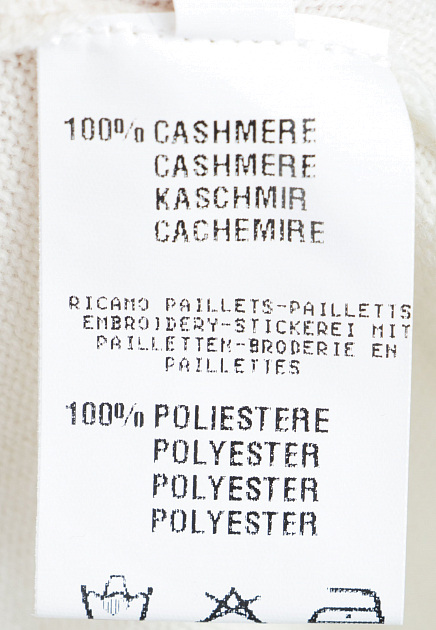 100% CASHMERE
CASHMERE
KASCHMIR
CACHEMIRE
RICAMO PAILLETS-PAILLETTS
EMBROIDERY-STICKEREI MIT
PAILLETTEN-BRODERIE EN
PAILLETTES
100% POLIESTERE
POLYESTER
POLYESTER
POLYESTER